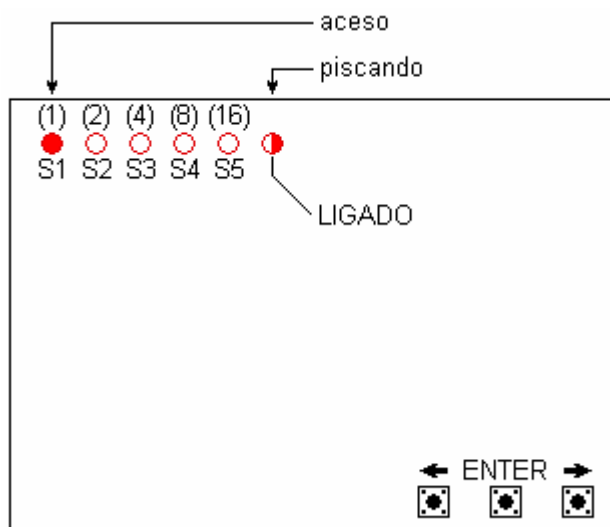 aceso
piscando
(1) (2) (4) (8) (16)
S1 S2 S3 S4 S5
LIGADO
ENTER